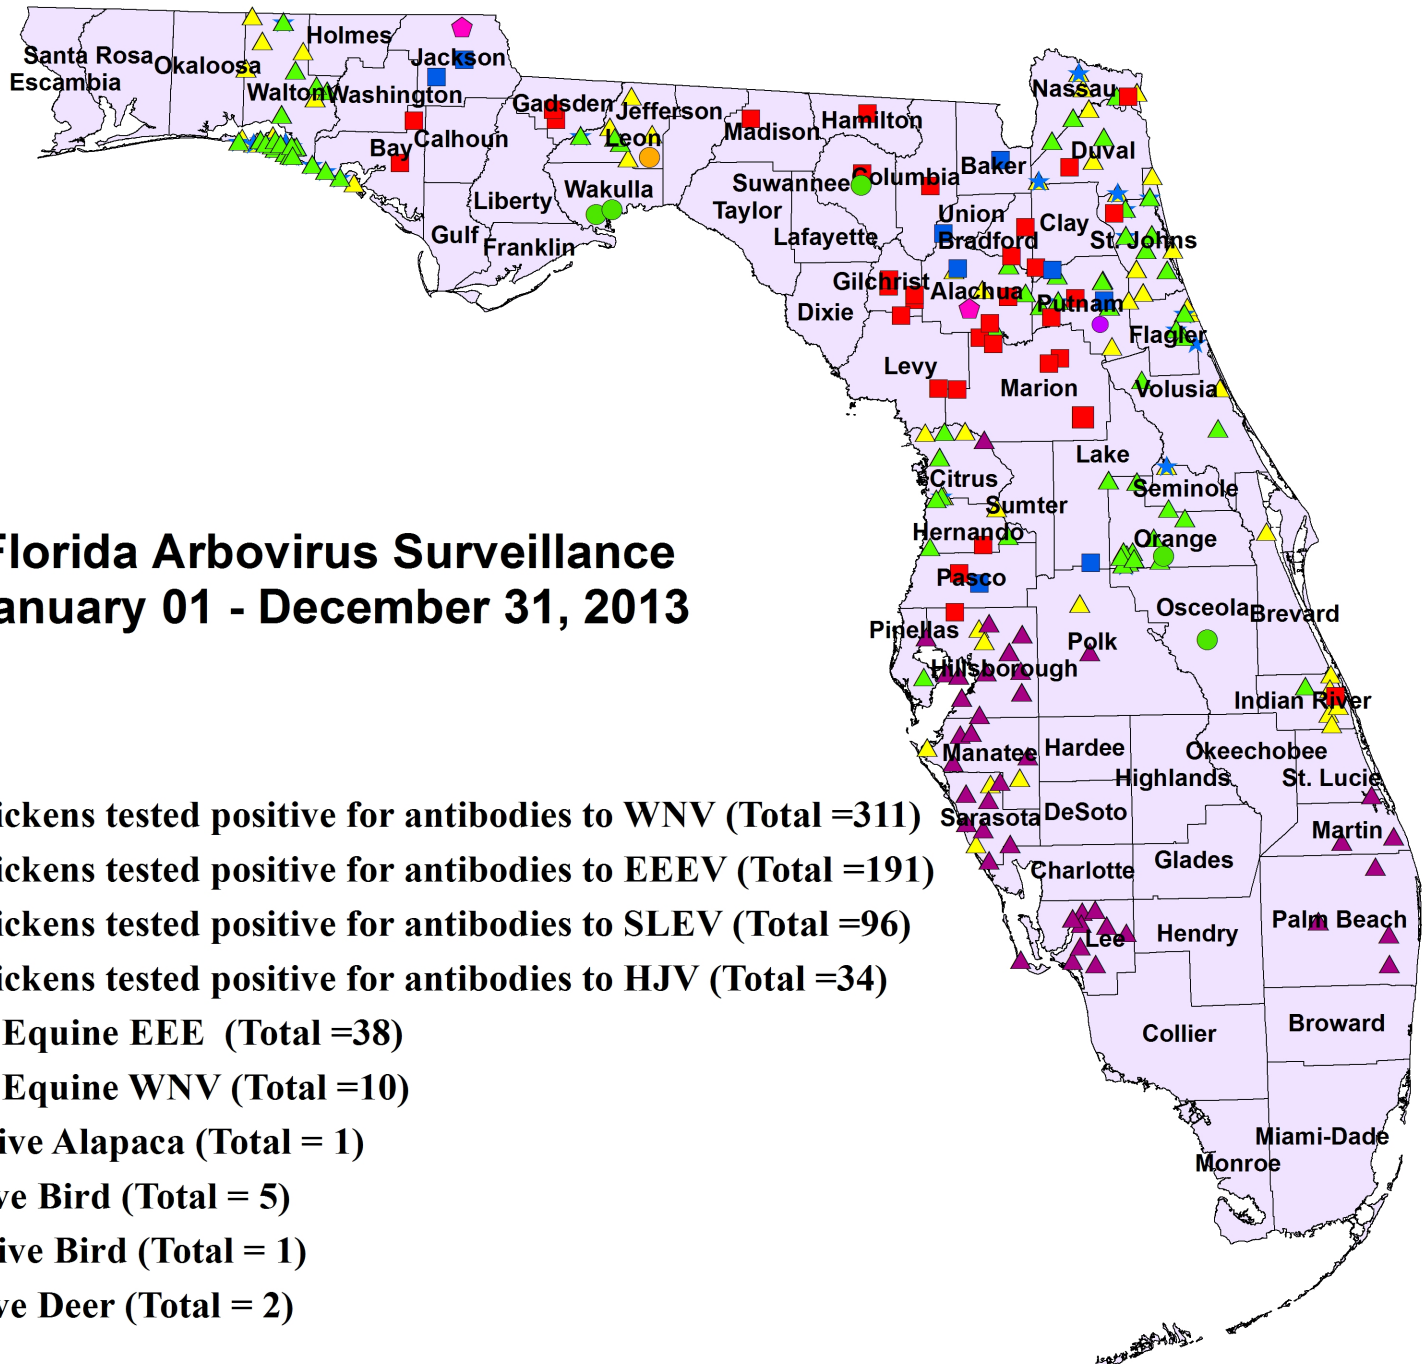 Holmes
Jackson
Santa Rosa
Okaloosa
Escambia
Walton
Washington
Nassau
Gadsden
Jefferson
Madison
Hamilton
Calhoun
Leon
Bay
Duval
Baker
Columbia
Suwannee
Wakulla
Liberty
Taylor
Union
Clay
Gulf
Franklin
Lafayette
Bradford
St. Johns
Gilchrist
Alachua
Putnam
Dixie
Flagler
Levy
Marion
Volusia
Lake
Citrus
Seminole
Sumter
Hernando
Orange
Florida Arbovirus Surveillance
anuary 01 - December 31, 2013
Pasco
Osceola
Brevard
Pinellas
Polk
Hillsborough
Indian River
Manatee
Hardee
Okeechobee
Highlands
St. Lucie
Sarasota
DeSoto
Martin
Charlotte
Glades
Palm Beach
Lee
Hendry
Collier
Broward
Miami-Dade
Monroe
ickens tested positive for antibodies to WNV (Total =311)
ickens tested positive for antibodies to EEEV (Total =191)
ickens tested positive for antibodies to SLEV (Total =96)
ickens tested positive for antibodies to HJV (Total =34)
Equine EEE (Total =38)
Equine WNV (Total =10)
ive Alapaca (Total = 1)
ve Bird (Total = 5)
ive Bird (Total = 1)
ve Deer (Total = 2)